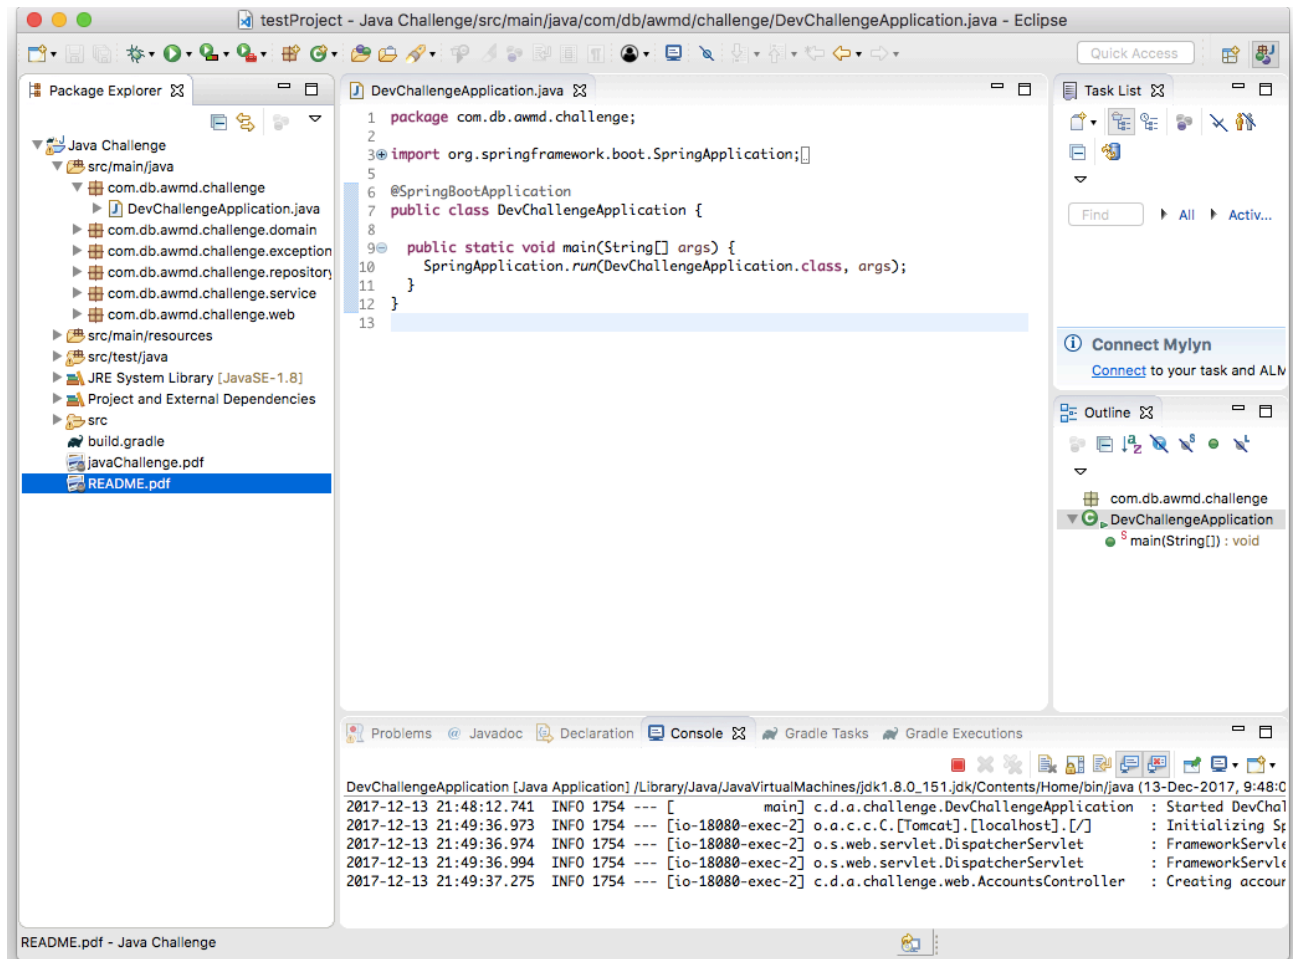 testProject - Java Challenge/src/main/java/com/db/awmd/challenge/DevChallengeApplication.java - Eclipse
Quick Access
Package Explorer
Java Challenge
src/main/java
com.db.awmd.challenge
DevChallengeApplication.java
com.db.awmd.challenge.domain
com.db.awmd.challenge.exception
com.db.awmd.challenge.repository
com.db.awmd.challenge.service
com.db.awmd.challenge.web
src/main/resources
src/test/java
JRE System Library [JavaSE-1.8]
Project and External Dependencies
src
build.gradle
javaChallenge.pdf
README.pdf
DevChallengeApplication.java
1 package com.db.awmd.challenge;
2
3 import org.springframework.boot.SpringApplication;
5
6 @SpringBootApplication
7 public class DevChallengeApplication {
8
9 public static void main(String[] args) {
10 SpringApplication.run(DevChallengeApplication.class, args);
11 }
12 }
13
Task List
Find All Activ...
Connect Mylyn
Connect to your task and ALM
Outline
com.db.awmd.challenge
DevChallengeApplication
main(String[]) : void
Problems @ Javadoc Declaration Console Gradle Tasks Gradle Executions
DevChallengeApplication [Java Application] /Library/Java/JavaVirtualMachines/jdk1.8.0_151.jdk/Contents/Home/bin/java (13-Dec-2017, 9:48:0
2017-12-13 21:48:12.741 INFO 1754 --- [ main] c.d.a.challenge.DevChallengeApplication : Started DevChal
2017-12-13 21:49:36.973 INFO 1754 --- [io-18080-exec-2] o.a.c.c.C.[Tomcat].[localhost].[/] : Initializing Sp
2017-12-13 21:49:36.974 INFO 1754 --- [io-18080-exec-2] o.s.web.servlet.DispatcherServlet : FrameworkServle
2017-12-13 21:49:36.994 INFO 1754 --- [io-18080-exec-2] o.s.web.servlet.DispatcherServlet : FrameworkServle
2017-12-13 21:49:37.275 INFO 1754 --- [io-18080-exec-2] c.d.a.challenge.web.AccountsController : Creating accour
README.pdf - Java Challenge